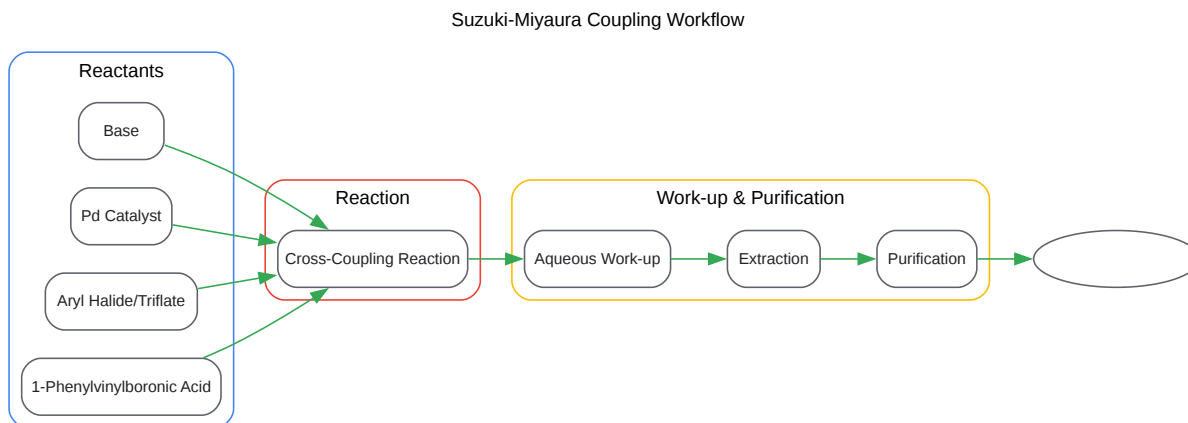 Suzuki-Miyaura Coupling Workflow
Reactants
Base
Pd Catalyst
Aryl Halide/Triflate
1-Phenylvinylboronic Acid
Reaction
Cross-Coupling Reaction
Work-up & Purification
Aqueous Work-up
Extraction
Purification